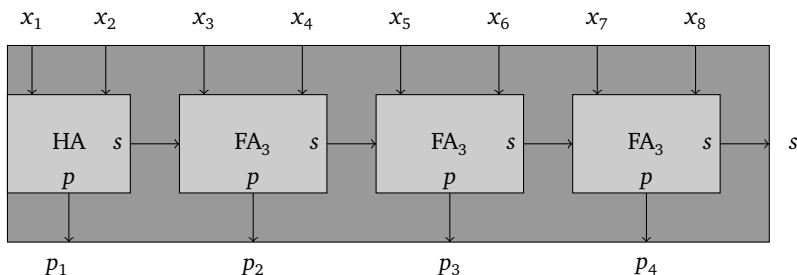 x₁ x₂ x₃ x₄ x₅ x₆ x₇ x₈
HA s FA₃ s FA₃ s FA₃ s s
p p p p
p₁ p₂ p₃ p₄